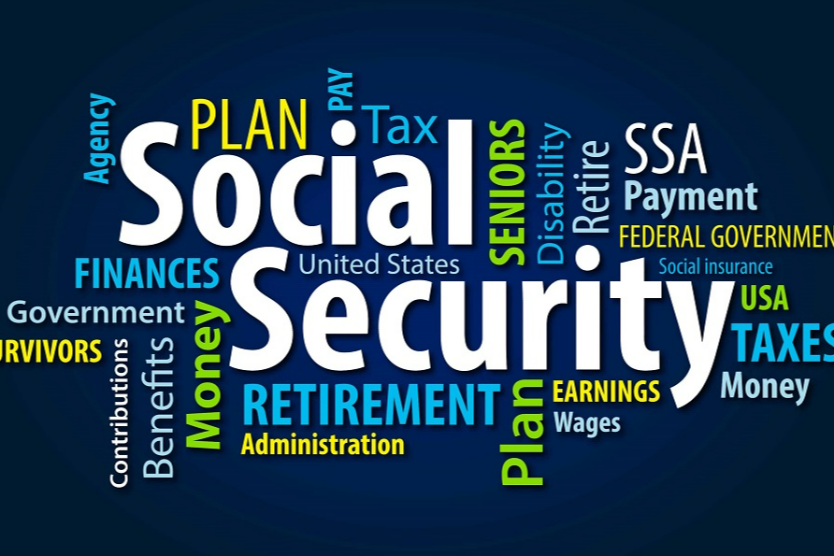 Agency
PLAN
PAY
Tax
Social
SENIORS
Disability
Retire
SSA
Payment
FEDERAL GOVERNMEN
FINANCES
United States
Security
Social insurance
USA
Government
Money
TAXES
URVIVORS
Contributions
Benefits
RETIREMENT
Plan
EARNINGS
Money
Administration
Wages